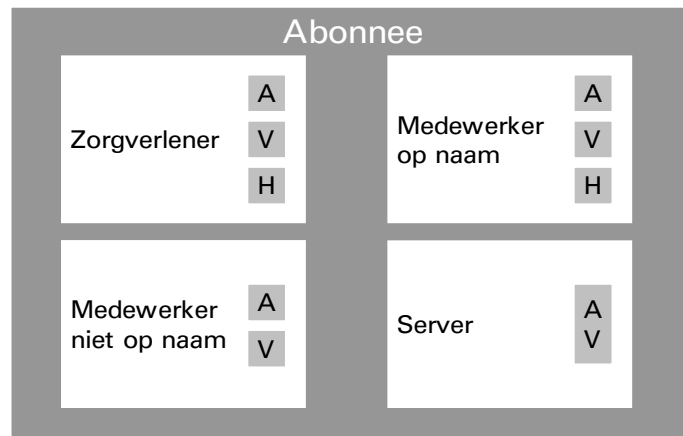 Abonnee
Zorgverlener
A
V
H
Medewerker
op naam
A
V
H
Medewerker
niet op naam
A
V
Server
A
V